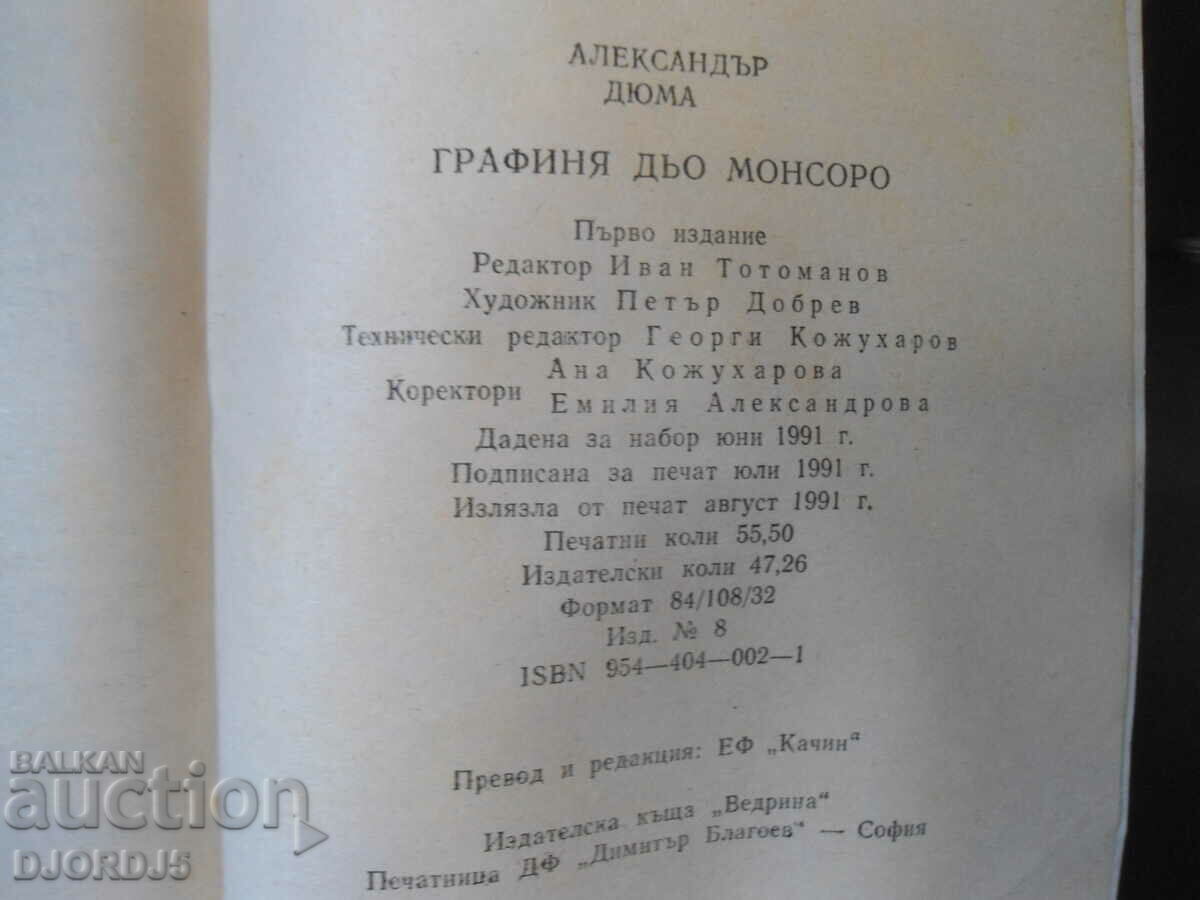 АЛЕКСАНДЪР
ДЮМА
ГРАФИНЯ ДЬО МОНСОРО
Първо издание
Редактор Иван Тотоманов
Художник Петър Добрев
Технически редактор Георги Кожухаров
Коректори Ана Кожухарова
Емилия Александрова
Дадена за набор юни 1991 г.
Подписана за печат юли 1991 г.
Излязла от печат август 1991 г.
Печатни коли 55,50
Издателски коли 47,26
Формат 84/108/32
Изд. № 8
ISBN 954—404—002—1
Превод и редакция: ЕФ „Качин“
Издателска къща „Ведрина“
Печатница ДФ „Димитър Благоев“ — София
BALKAN
auction
DJORDJ5